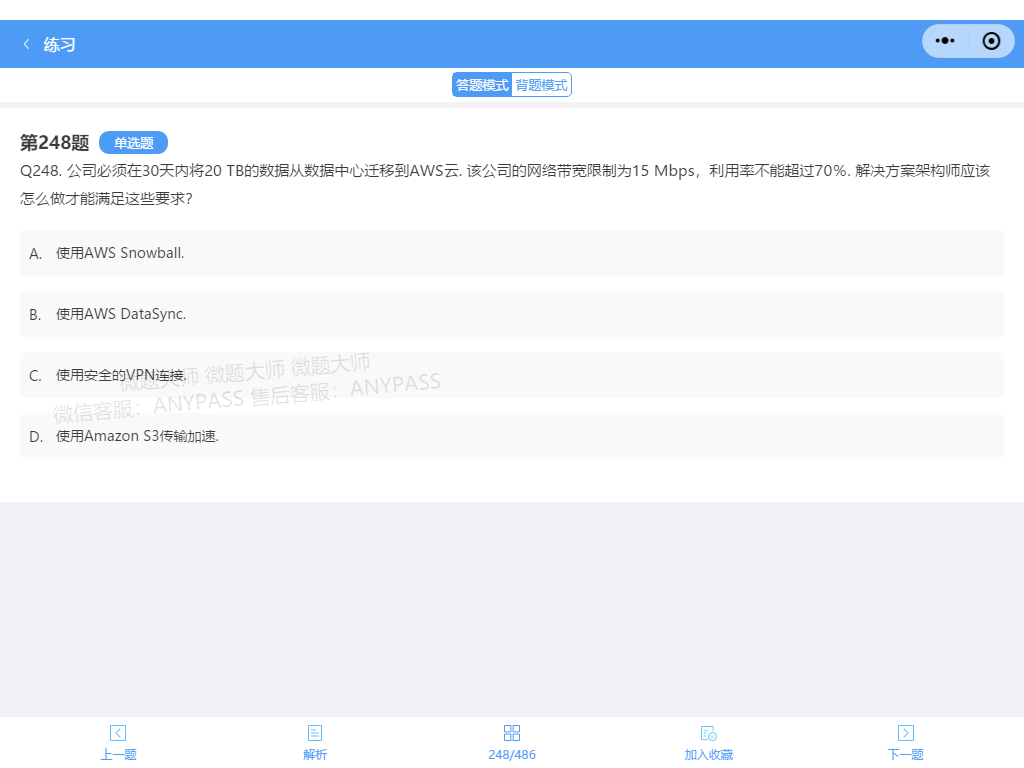 练习
答题模式 背题模式
第248题 单选题
Q248. 公司必须在30天内将20 TB的数据从数据中心迁移到AWS云. 该公司的网络带宽限制为15 Mbps，利用率不能超过70％. 解决方案架构师应该
怎么做才能满足这些要求?
A. 使用AWS Snowball.
B. 使用AWS DataSync.
C. 使用安全的VPN连接.
微题大师 微题大师 微题大师
微信客服：ANYPASS 售后客服：ANYPASS
D. 使用Amazon S3传输加速.
上一题 解析 248/486 加入收藏 下一题